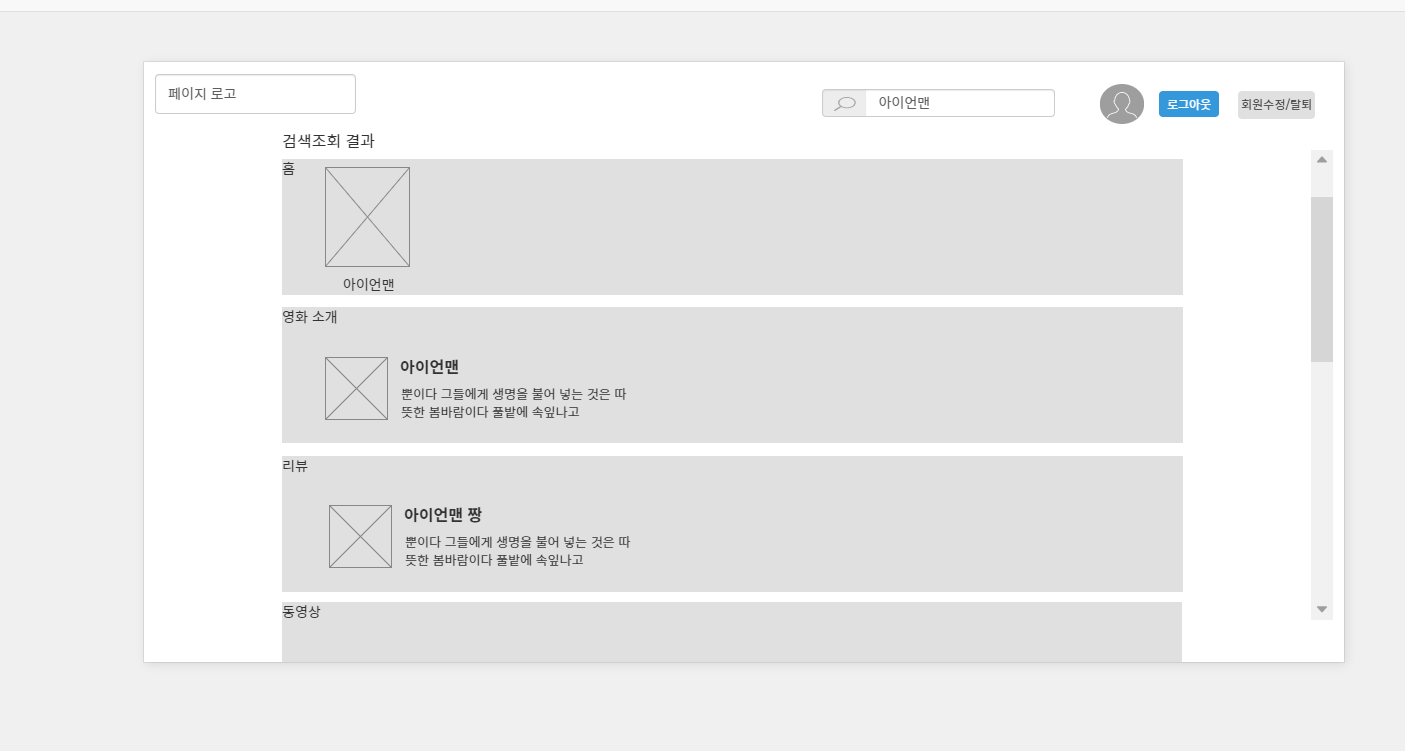 페이지 로고
아이언맨
로그아웃
회원수정/탈퇴
검색조회 결과
홈
아이언맨
영화 소개
아이언맨
뿐이다 그들에게 생명을 불어 넣는 것은 따
뜻한 봄바람이다 풀밭에 속잎나고
리뷰
아이언맨 짱
뿐이다 그들에게 생명을 불어 넣는 것은 따
뜻한 봄바람이다 풀밭에 속잎나고
동영상